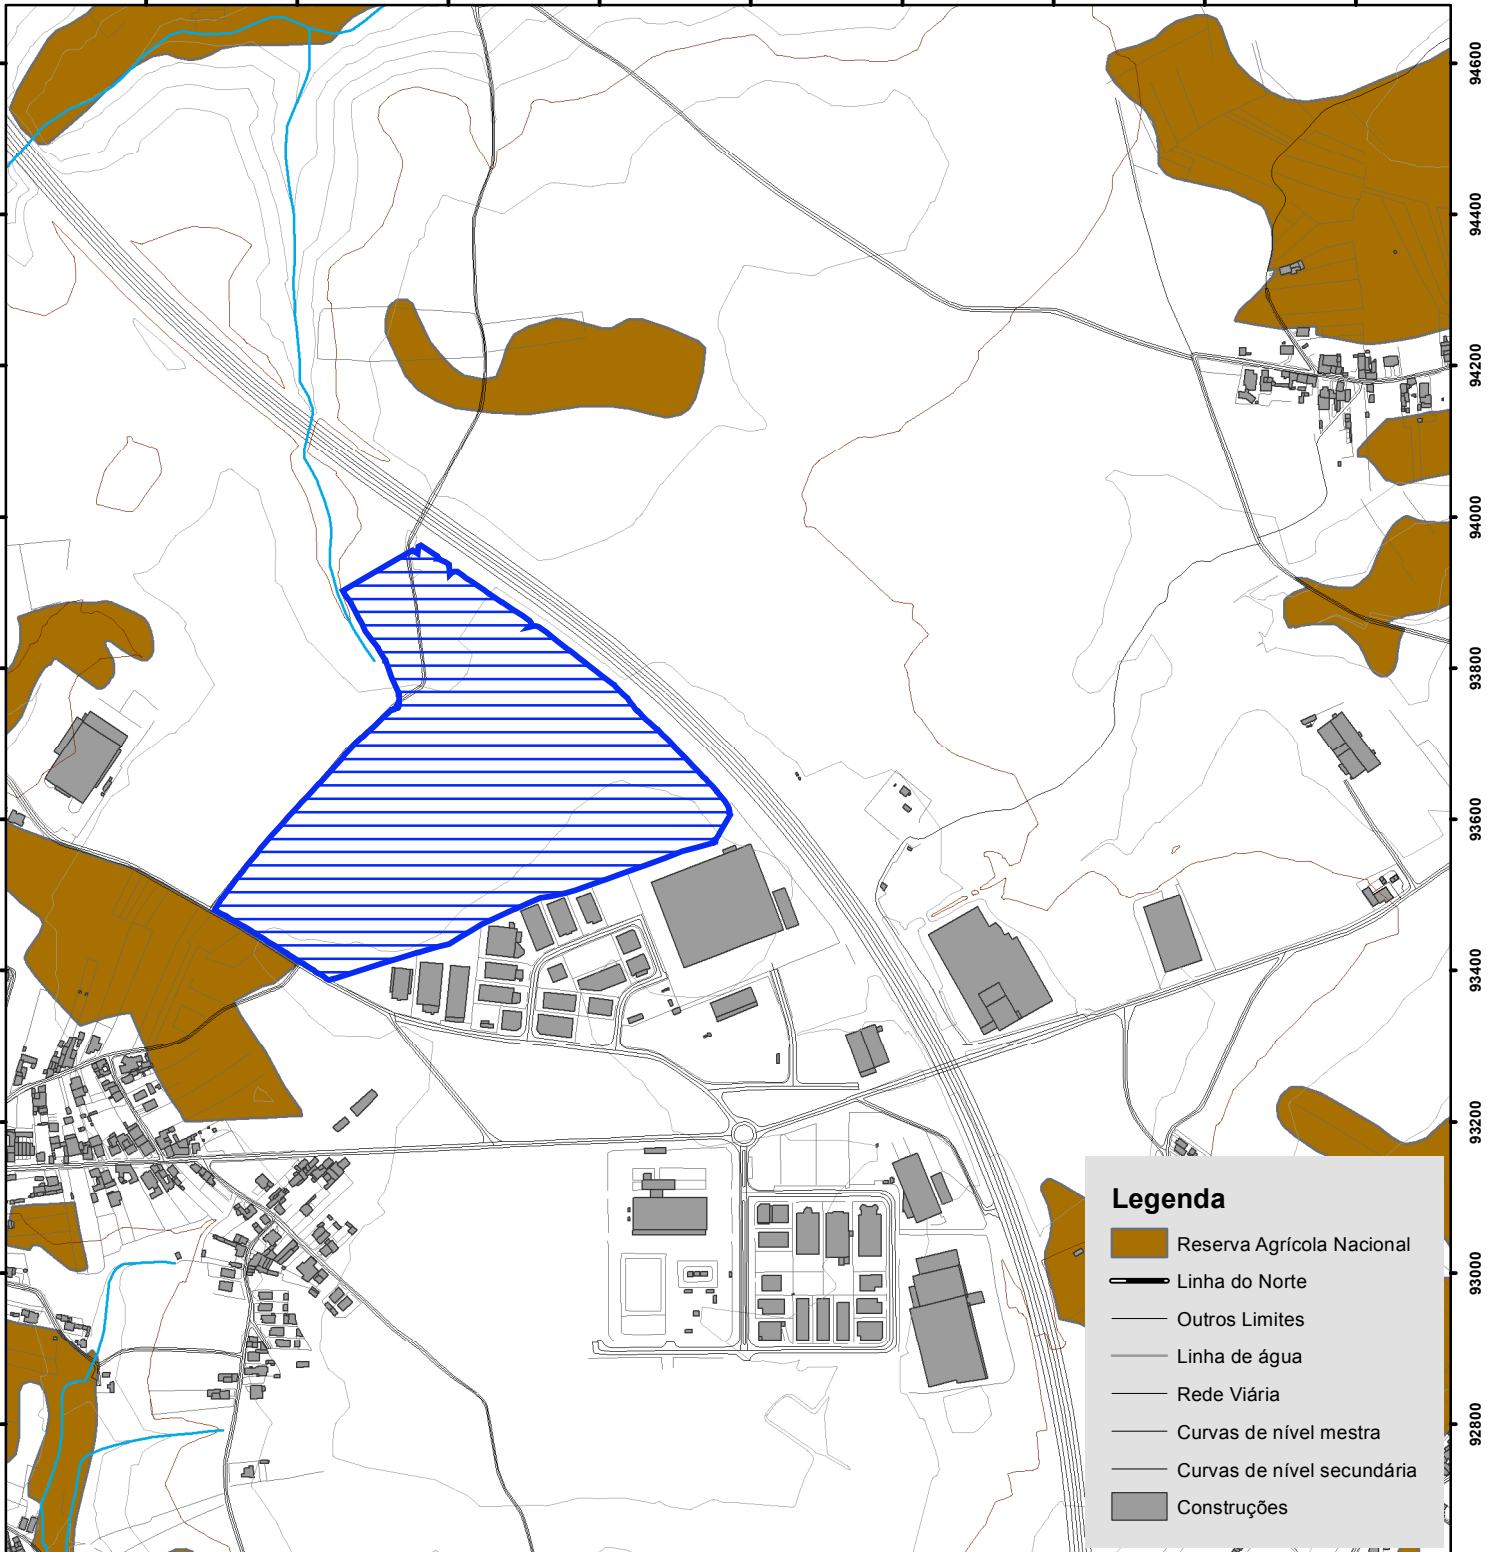 94600
94400
94200
94000
93800
93600
93400
93200
93000
92800
Legenda
Reserva Agrícola Nacional
Linha do Norte
Outros Limites
Linha de água
Rede Viária
Curvas de nível mestra
Curvas de nível secundária
Construções